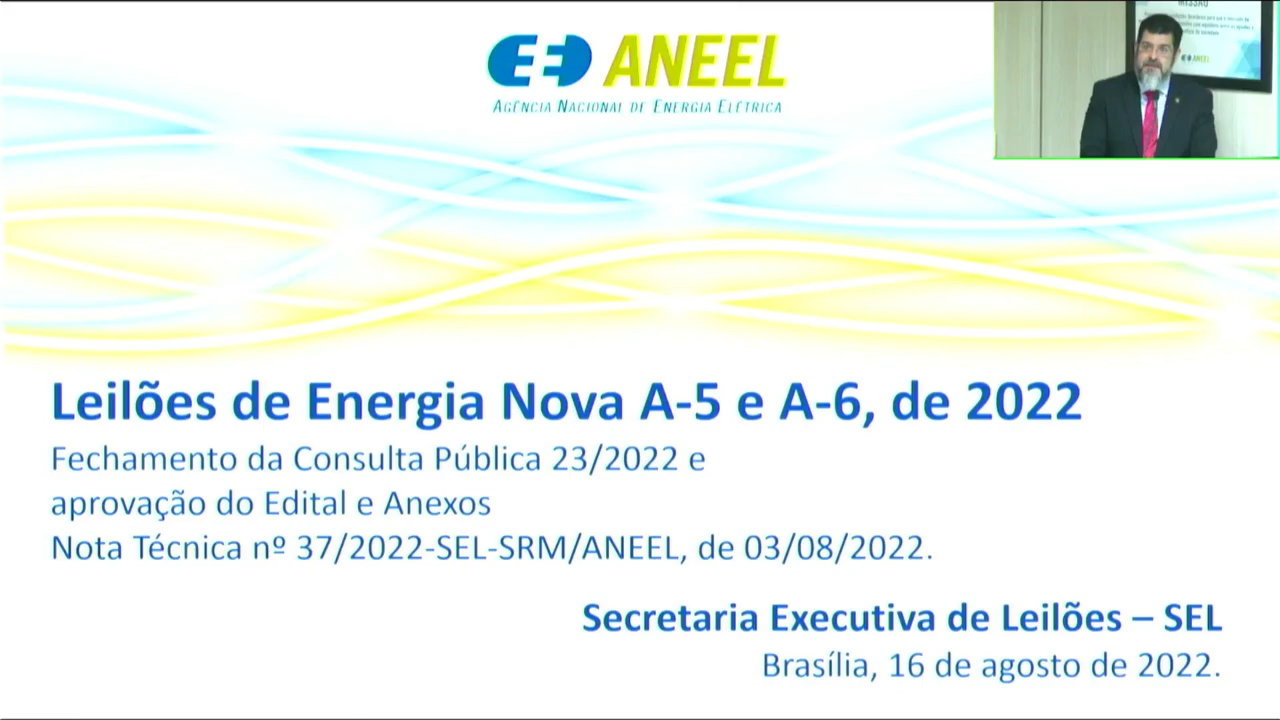 ANEEL
AGÊNCIA NACIONAL DE ENERGIA ELÉTRICA
MISSÃO
ANEEL
Leilões de Energia Nova A-5 e A-6, de 2022
Fechamento da Consulta Pública 23/2022 e
aprovação do Edital e Anexos
Nota Técnica nº 37/2022-SEL-SRM/ANEEL, de 03/08/2022.
Secretaria Executiva de Leilões – SEL
Brasília, 16 de agosto de 2022.